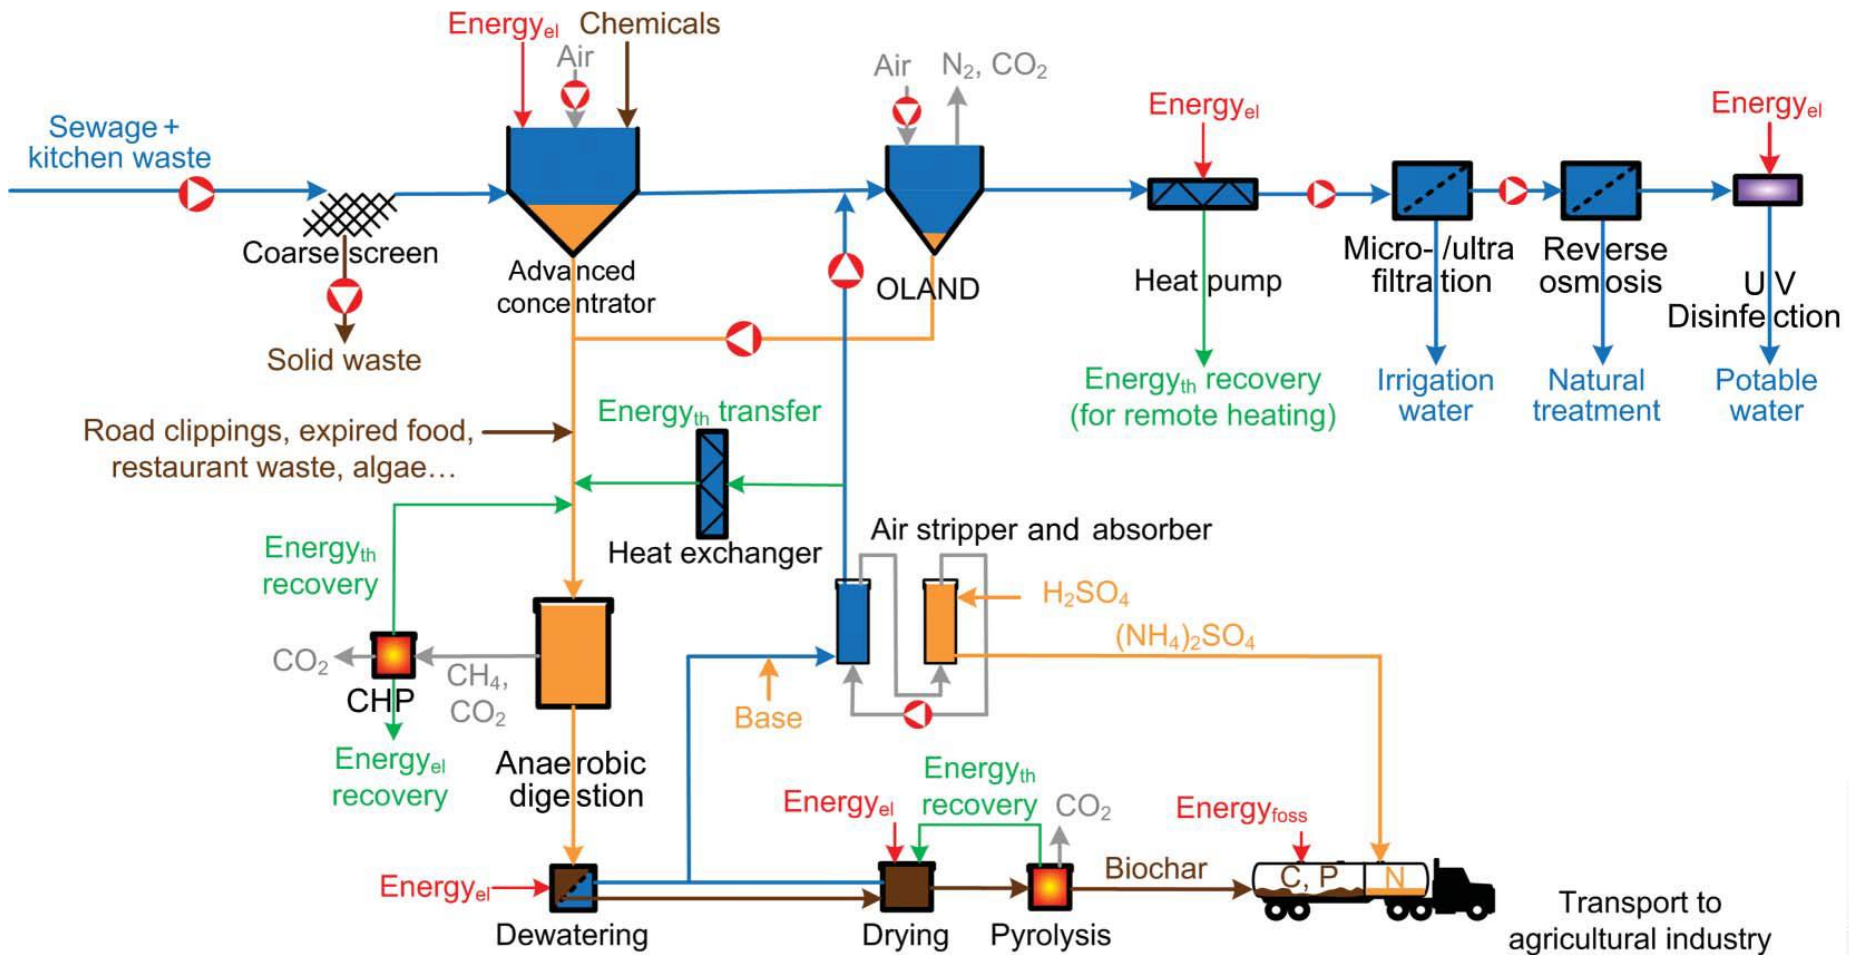 Energyel
Chemicals
Air
Air
N2, CO2
Energyel
Energyel
Sewage +
kitchen waste
Coarse screen
Solid waste
Advanced
concentrator
OLAND
Heat pump
Micro- /ultra
filtration
Reverse
osmosis
UV
Disinfection
Energyth recovery
(for remote heating)
Irrigation
water
Natural
treatment
Potable
water
Road clippings, expired food,
restaurant waste, algae…
Energyth transfer
Heat exchanger
Energyth
recovery
Air stripper and absorber
H2SO4
(NH4)2SO4
CO2
CHP
CH4,
CO2
Base
Energyel
recovery
Anaerobic
digestion
Energyel
Energyth
recovery
CO2
Energyfoss
Energyel
Dewatering
Drying
Pyrolysis
Biochar
C, P
N
Transport to
agricultural industry